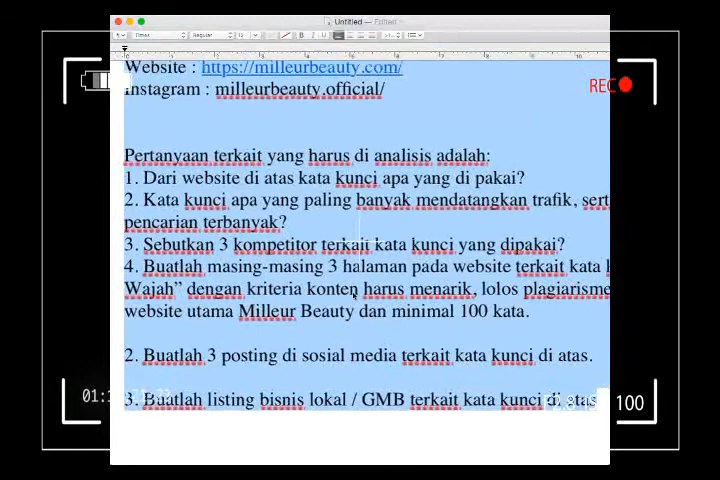 Untitled — Edited
Times Regular
B I U
Website : https://milleurbeauty.com/
Instagram : milleurbeauty.official/
REC
Pertanyaan terkait yang harus di analisis adalah:
1. Dari website di atas kata kunci apa yang di pakai?
2. Kata kunci apa yang paling banyak mendatangkan trafik, sert
pencarian terbanyak?
3. Sebutkan 3 kompetitor terkait kata kunci yang dipakai?
4. Buatlah masing-masing 3 halaman pada website terkait kata
Wajah” dengan kriteria konten harus menarik, lolos plagiarisme
website utama Milleur Beauty dan minimal 100 kata.
2. Buatlah 3 posting di sosial media terkait kata kunci di atas.
3. Buatlah listing bisnis lokal / GMB terkait kata kunci di atas
100